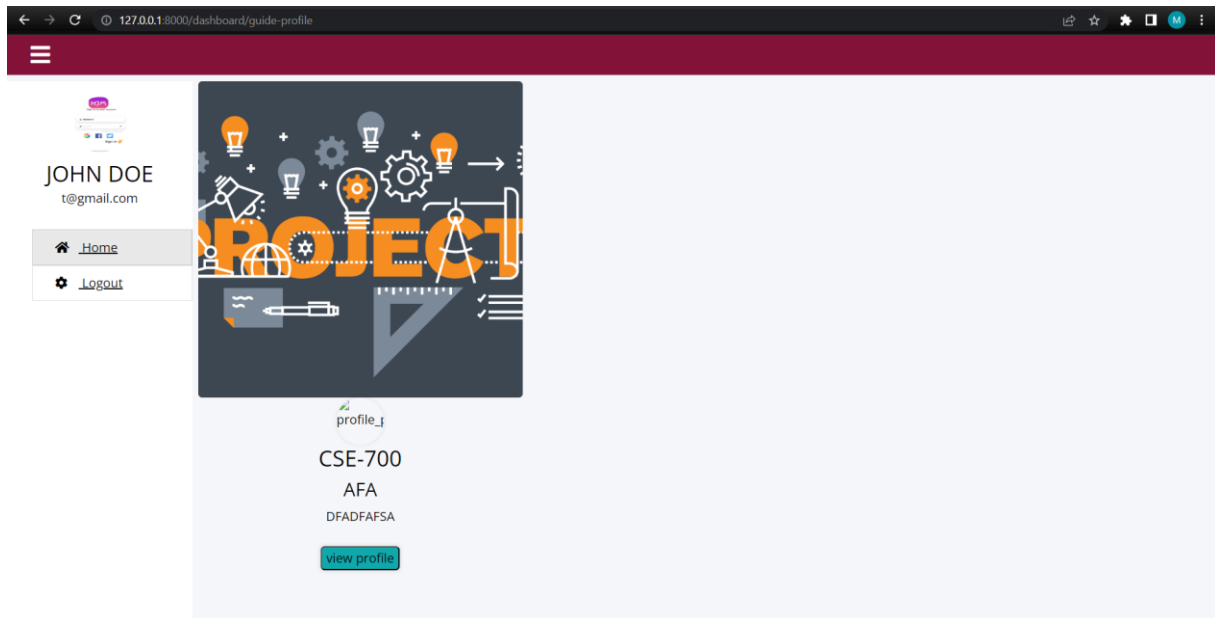 127.0.0.1:8000/dashboard/guide-profile
M
JOHN DOE
t@gmail.com
Home
Logout
PROJECT
profile_p
CSE-700
AFA
DFADFAFSA
view profile